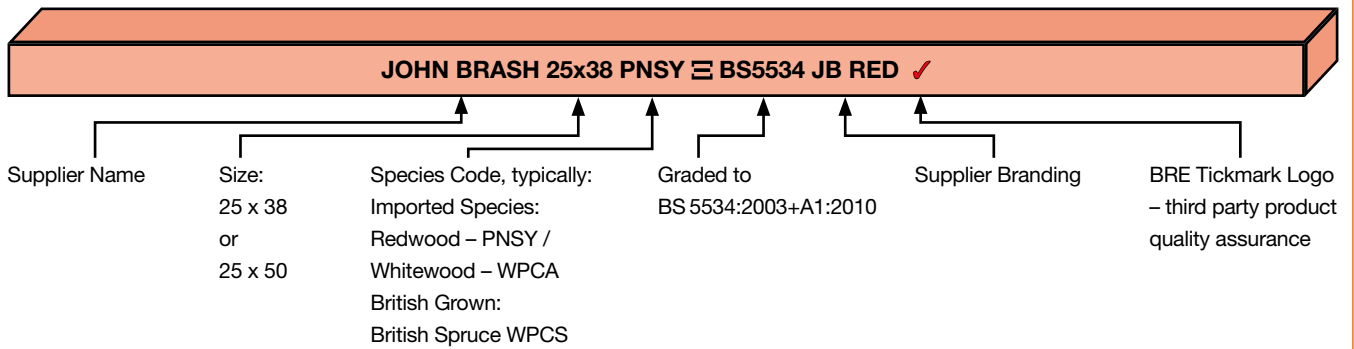 JOHN BRASH 25x38 PNSY Ξ BS5534 JB RED ✓
Supplier Name
Size:
25 x 38
or
25 x 50
Species Code, typically:
Imported Species:
Redwood – PNSY /
Whitewood – WPCA
British Grown:
British Spruce WPCS
Graded to
BS 5534:2003+A1:2010
Supplier Branding
BRE Tickmark Logo
– third party product
quality assurance